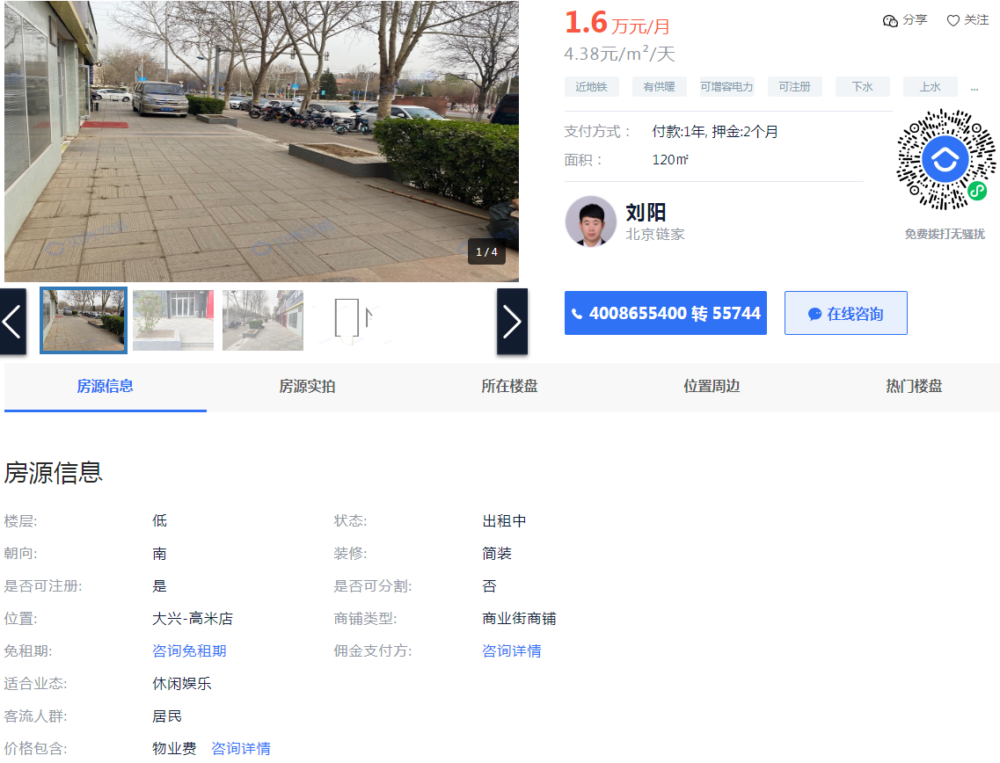 1.6 万元/月
分享
关注
4.38元/m²/天
近地铁
有供暖
可增容电力
可注册
下水
上水
...
支付方式：
付款:1年, 押金:2个月
面积：
120㎡
刘阳
北京链家
免费拨打无骚扰
1 / 4
4008655400 转 55744
在线咨询
房源信息
房源实拍
所在楼盘
位置周边
热门楼盘
房源信息
楼层:
低
状态:
出租中
朝向:
南
装修:
简装
是否可注册:
是
是否可分割:
否
位置:
大兴-高米店
商铺类型:
商业街商铺
免租期:
咨询免租期
佣金支付方:
咨询详情
适合业态:
休闲娱乐
客流人群:
居民
价格包含:
物业费 咨询详情